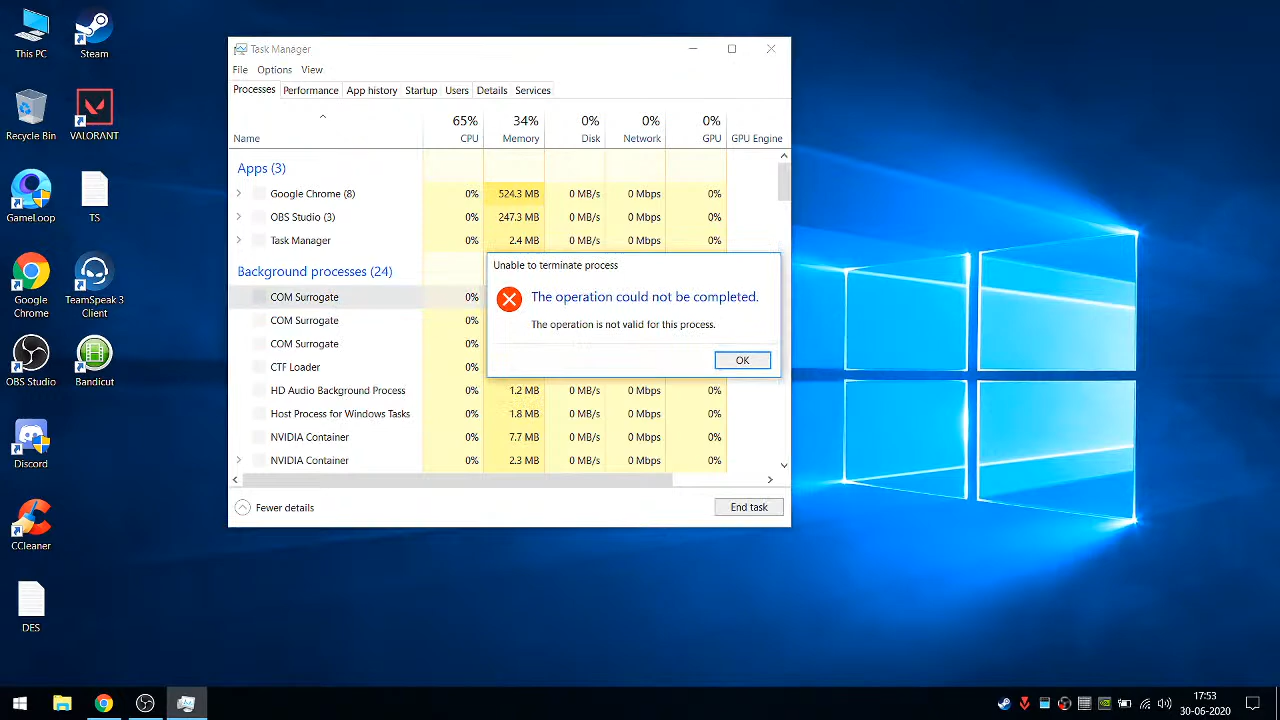 This PC
Steam
Recycle Bin
VALORANT
GameLoop
TS
Google Chrome
TeamSpeak 3 Client
OBS Studio
Bandicut
Discord
CCleaner
DES
Task Manager
File Options View
Processes Performance App history Startup Users Details Services
65% 34% 0% 0% 0%
Name CPU Memory Disk Network GPU GPU Engine
Apps (3)
Google Chrome (8) 0% 524.3 MB 0 MB/s 0 Mbps 0%
OBS Studio (3) 0% 247.3 MB 0 MB/s 0 Mbps 0%
Task Manager 0% 2.4 MB 0 MB/s 0 Mbps 0%
Background processes (24)
COM Surrogate 0%
COM Surrogate 0%
COM Surrogate 0%
CTF Loader 0%
HD Audio Background Process 0% 1.2 MB 0 MB/s 0 Mbps 0%
Host Process for Windows Tasks 0% 1.8 MB 0 MB/s 0 Mbps 0%
NVIDIA Container 0% 7.7 MB 0 MB/s 0 Mbps 0%
NVIDIA Container 0% 2.3 MB 0 MB/s 0 Mbps 0%
Fewer details
End task
Unable to terminate process
The operation could not be completed.
The operation is not valid for this process.
OK
17:53
30-06-2020